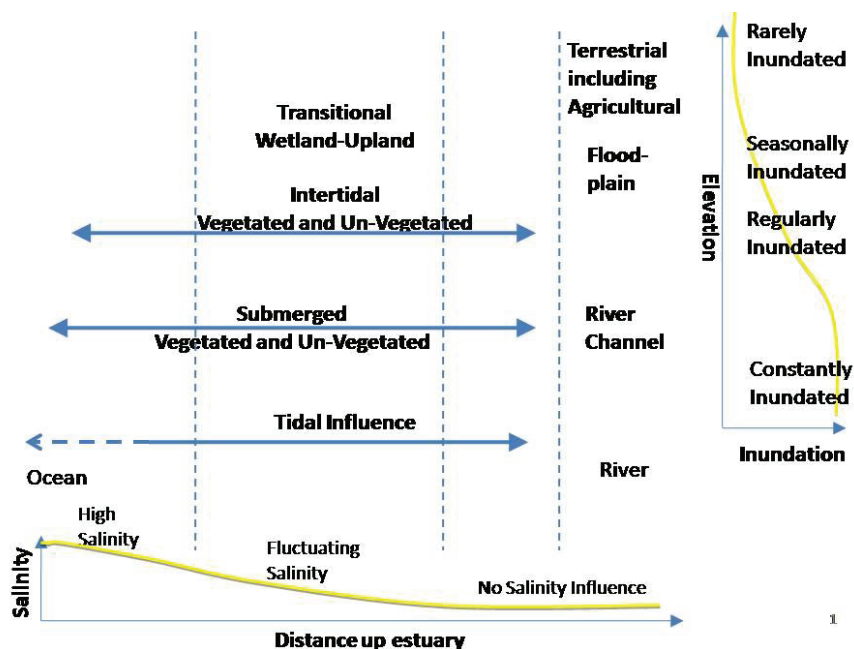 Terrestrial
including
Agricultural
Transitional
Wetland-Upland
Flood-
plain
Intertidal
Vegetated and Un-Vegetated
Submerged
Vegetated and Un-Vegetated
River
Channel
Tidal Influence
Ocean
River
High
Salinity
Fluctuating
Salinity
No Salinity Influence
Salinity
Distance up estuary
Rarely
Inundated
Seasonally
Inundated
Regularly
Inundated
Constantly
Inundated
Elevation
Inundation
1